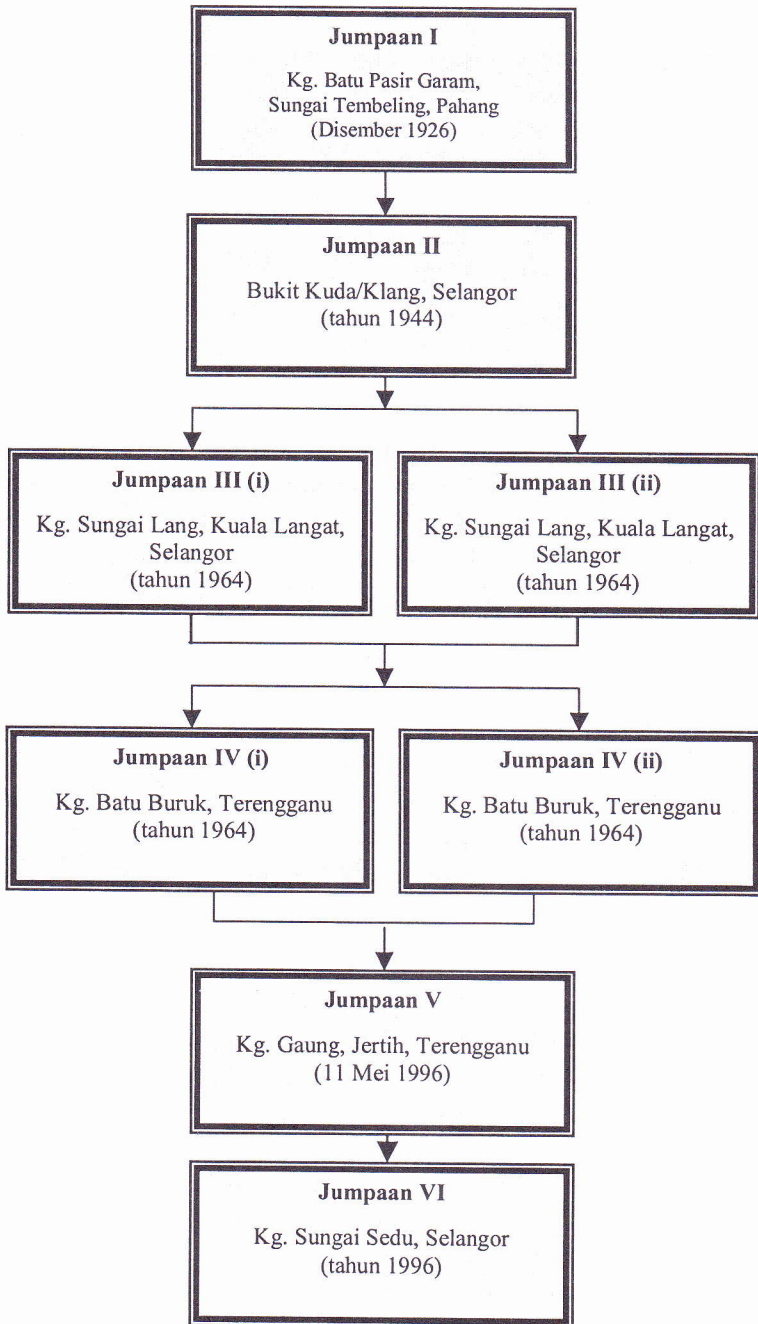 Jumpaan I
Kg. Batu Pasir Garam,
Sungai Tembeling, Pahang
(Disember 1926)
Jumpaan II
Bukit Kuda/Klang, Selangor
(tahun 1944)
Jumpaan III (i)
Kg. Sungai Lang, Kuala Langat,
Selangor
(tahun 1964)
Jumpaan III (ii)
Kg. Sungai Lang, Kuala Langat,
Selangor
(tahun 1964)
Jumpaan IV (i)
Kg. Batu Buruk, Terengganu
(tahun 1964)
Jumpaan IV (ii)
Kg. Batu Buruk, Terengganu
(tahun 1964)
Jumpaan V
Kg. Gaung, Jertih, Terengganu
(11 Mei 1996)
Jumpaan VI
Kg. Sungai Sedu, Selangor
(tahun 1996)